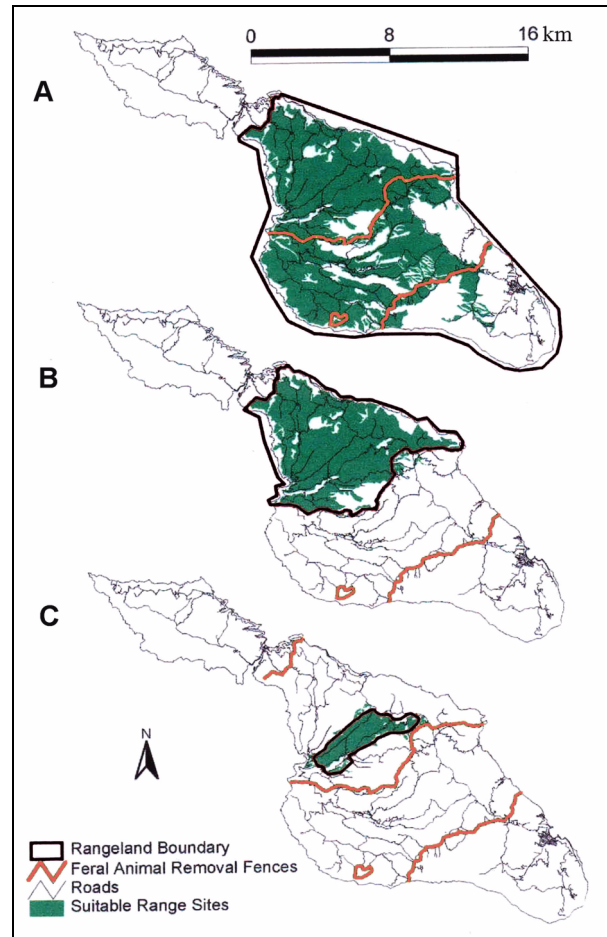 0 8 16 km
A
B
C
N
Rangeland Boundary
Feral Animal Removal Fences
Roads
Suitable Range Sites